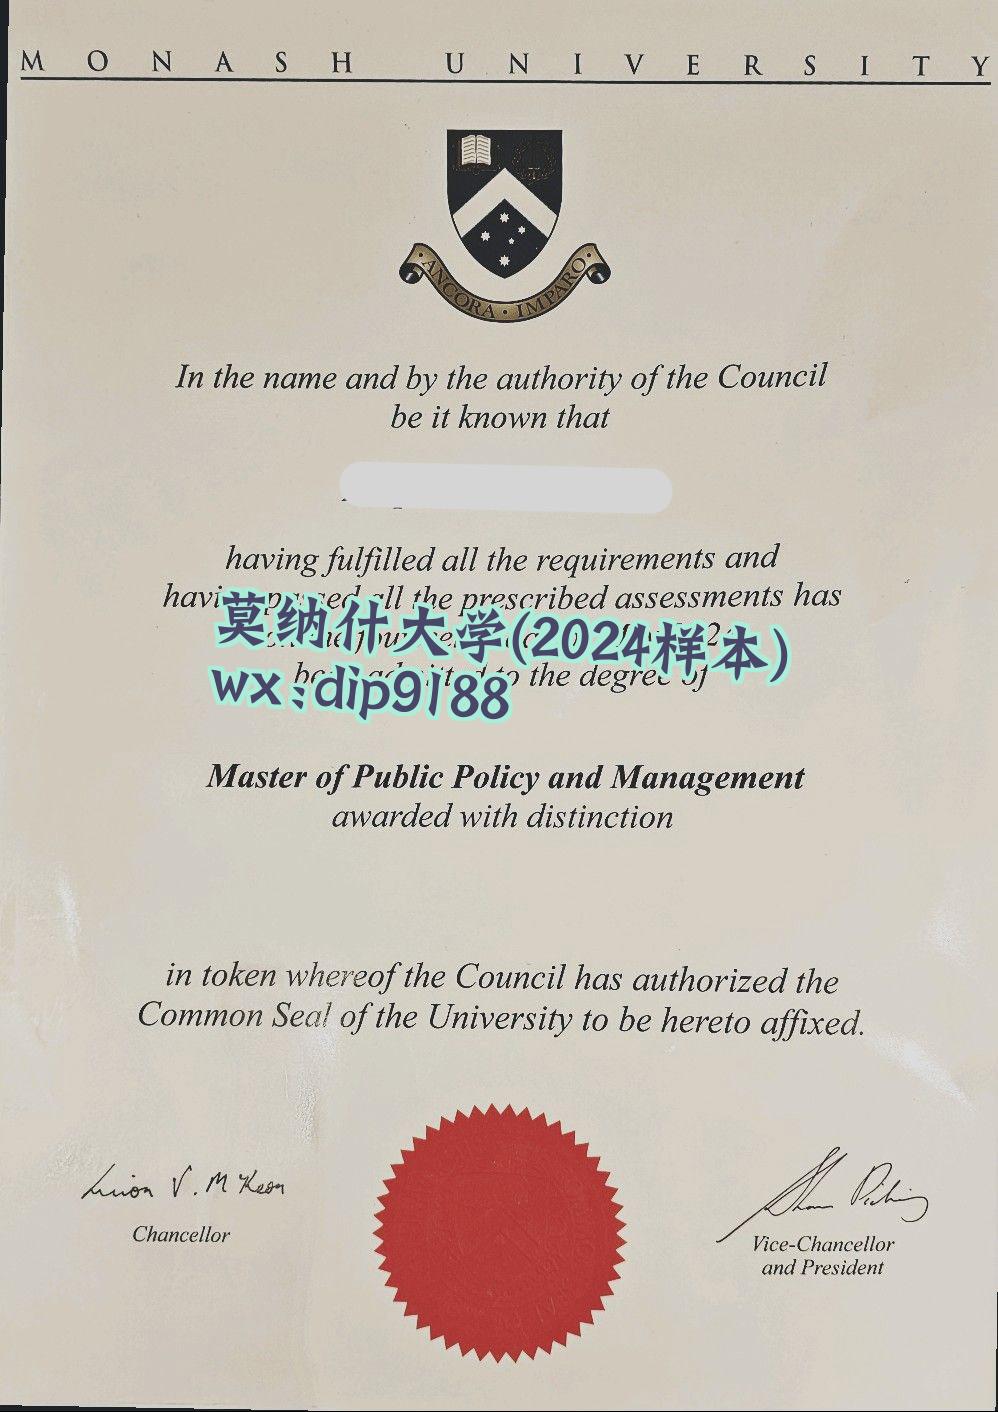 MONASH UNIVERSITY
ANCORA IMPARO
In the name and by the authority of the Council
be it known that
having fulfilled all the requirements and
having passed all the prescribed assessments has
莫纳什大学(2024样本)
to the degree of
wx:dip9188
Master of Public Policy and Management
awarded with distinction
in token whereof the Council has authorized the
Common Seal of the University to be hereto affixed.
Chancellor
Vice-Chancellor
and President